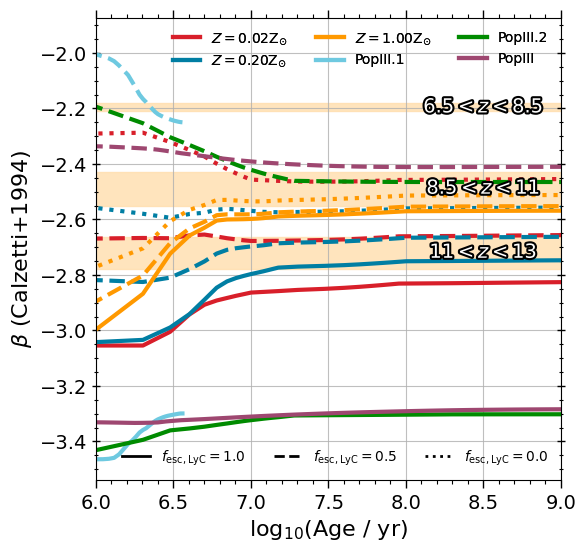 Z = 0.02Z⊙ Z = 1.00Z⊙ PopIII.2
Z = 0.20Z⊙ PopIII.1 PopIII
−2.0
−2.2
−2.4
−2.6
−2.8
−3.0
−3.2
−3.4
6.5 < z < 8.5
8.5 < z < 11
11 < z < 13
β (Calzetti+1994)
f_esc, LyC = 1.0 f_esc, LyC = 0.5 f_esc, LyC = 0.0
6.0 6.5 7.0 7.5 8.0 8.5 9.0
log₁₀(Age / yr)